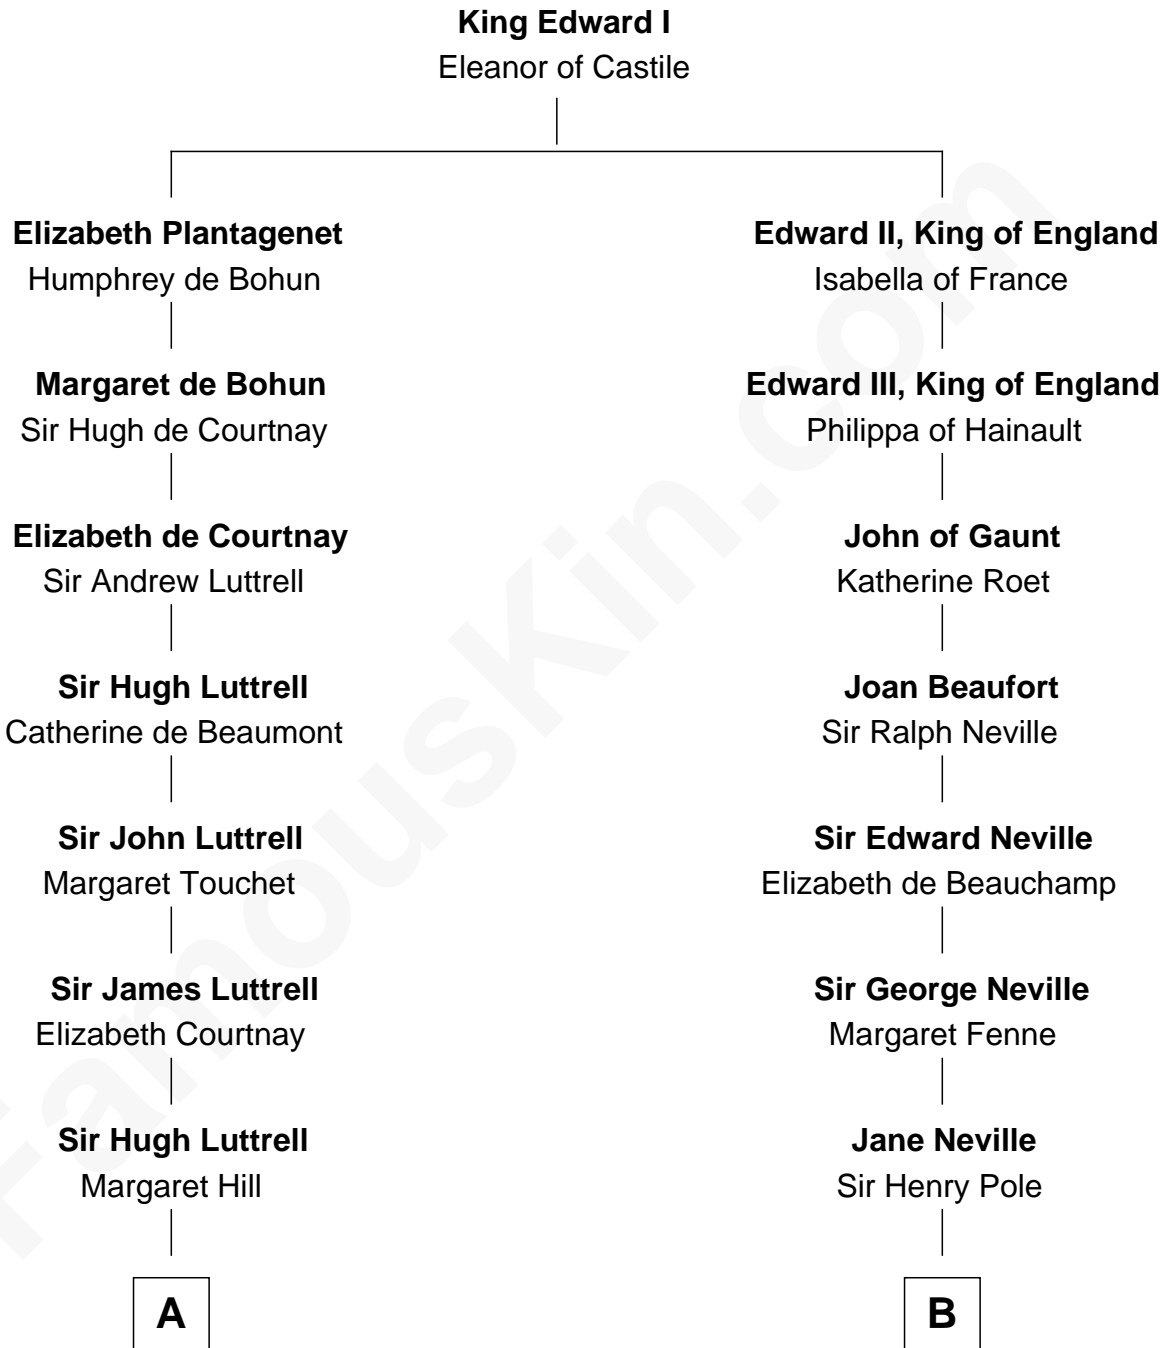 King Edward I
Eleanor of Castile
Elizabeth Plantagenet
Humphrey de Bohun
Edward II, King of England
Isabella of France
Margaret de Bohun
Sir Hugh de Courtnay
Edward III, King of England
Philippa of Hainault
Elizabeth de Courtnay
Sir Andrew Luttrell
John of Gaunt
Katherine Roet
Sir Hugh Luttrell
Catherine de Beaumont
Joan Beaufort
Sir Ralph Neville
Sir John Luttrell
Margaret Touchet
Sir Edward Neville
Elizabeth de Beauchamp
Sir James Luttrell
Elizabeth Courtnay
Sir George Neville
Margaret Fenne
Sir Hugh Luttrell
Margaret Hill
Jane Neville
Sir Henry Pole
A
B
FamousKin.com